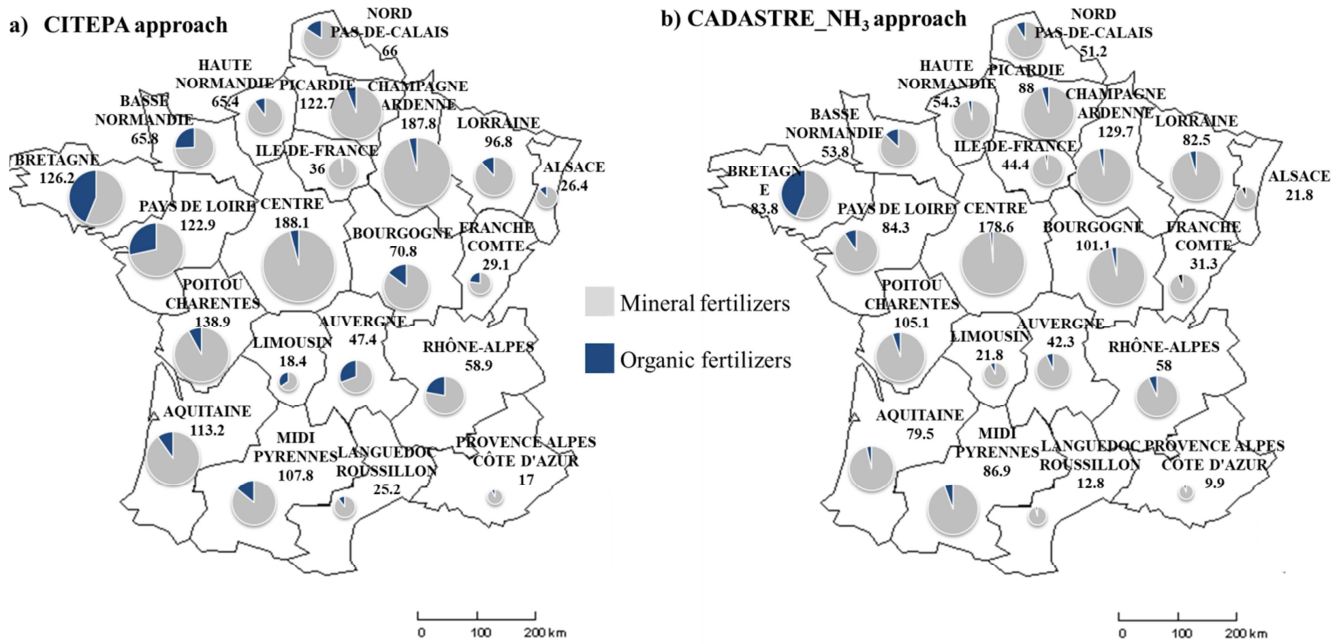 a) CITEPA approach
NORD
PAS-DE-CALAIS
66
HAUTE
NORMANDIE
65.4
PICARDIE
122.7
CHAMPAGNE
ARDENNE
187.8
BASSE
NORMANDIE
65.8
LORRAINE
96.8
ILE-DE-FRANCE
36
ALSACE
26.4
BRETAGNE
126.2
PAYS DE LOIRE
122.9
CENTRE
188.1
BOURGOGNE
70.8
FRANCHE
COMTE
29.1
POITOU
CHARENTES
138.9
LIMOUSIN
18.4
AUVERGNE
47.4
RHÔNE-ALPES
58.9
AQUITAINE
113.2
MIDI
PYRENNES
107.8
LANGUEDOC
ROUSSILLON
25.2
PROVENCE ALPES
CÔTE D'AZUR
17
0 100 200 km
Mineral fertilizers
Organic fertilizers
b) CADASTRE_NH3 approach
NORD
PAS-DE-CALAIS
51.2
HAUTE
NORMANDIE
54.3
PICARDIE
88
CHAMPAGNE
ARDENNE
129.7
BASSE
NORMANDIE
53.8
LORRAINE
82.5
ILE-DE-FRANCE
44.4
ALSACE
21.8
BRETAGN
E
83.8
PAYS DE LOIRE
84.3
CENTRE
178.6
BOURGOGNE
101.1
FRANCHE
COMTE
31.3
POITOU
CHARENTES
105.1
LIMOUSIN
21.8
AUVERGNE
42.3
RHÔNE-ALPES
58
AQUITAINE
79.5
MIDI
PYRENNES
86.9
LANGUEDOC
ROUSSILLON
12.8
PROVENCE ALPES
CÔTE D'AZUR
9.9
0 100 200 km